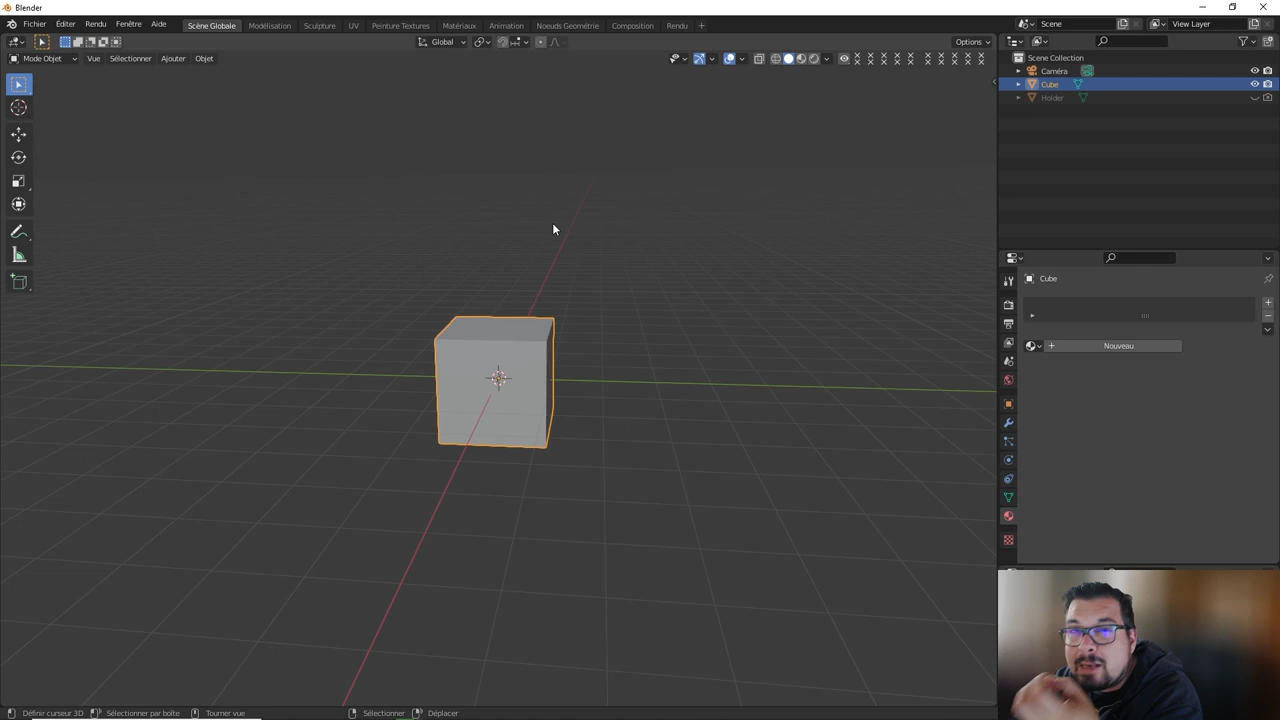 Blender
Fichier Éditer Rendu Fenêtre Aide
Scène Globale Modélisation Sculpture UV Peinture Textures Matériaux Animation Noeuds Geométrie Composition Rendu +
Scene
View Layer
Global
Options
Mode Objet Vue Sélectionner Ajouter Objet
Scene Collection
Caméra
Cube
Holder
Cube
Nouveau
Définir curseur 3D Sélectionner par boîte Tourner vue Sélectionner Déplacer